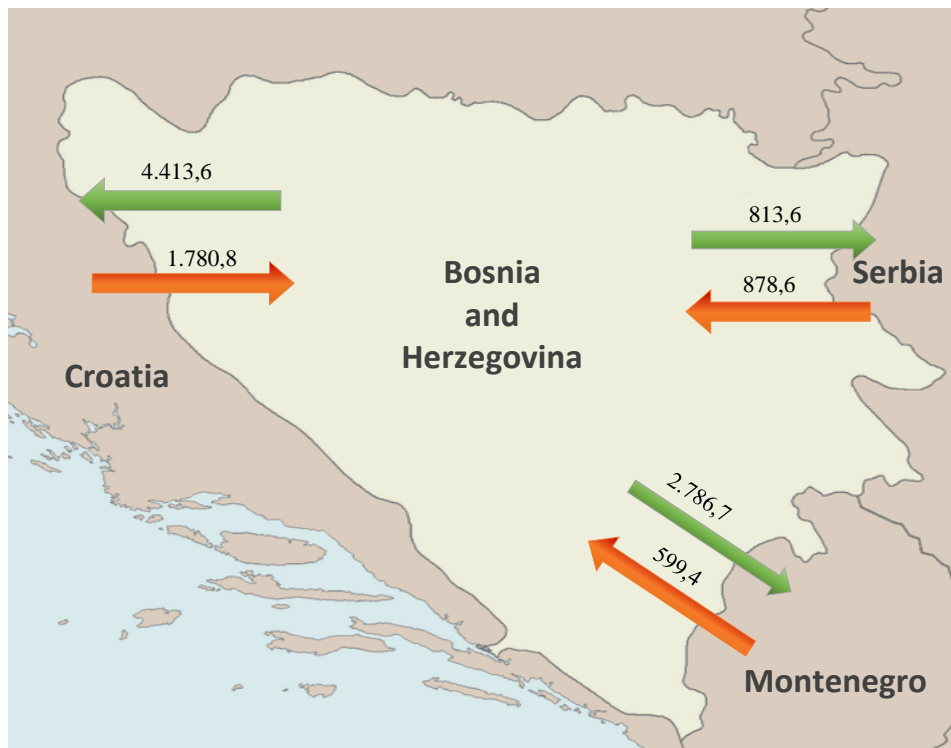 4.413,6
813,6
1.780,8
Bosnia
and
Herzegovina
Serbia
878,6
Croatia
2.786,7
599,4
Montenegro